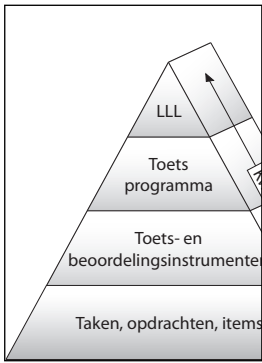 LLL
Toets
programma
Toets- en
beoordelingsinstrumenten
Taken, opdrachten, items